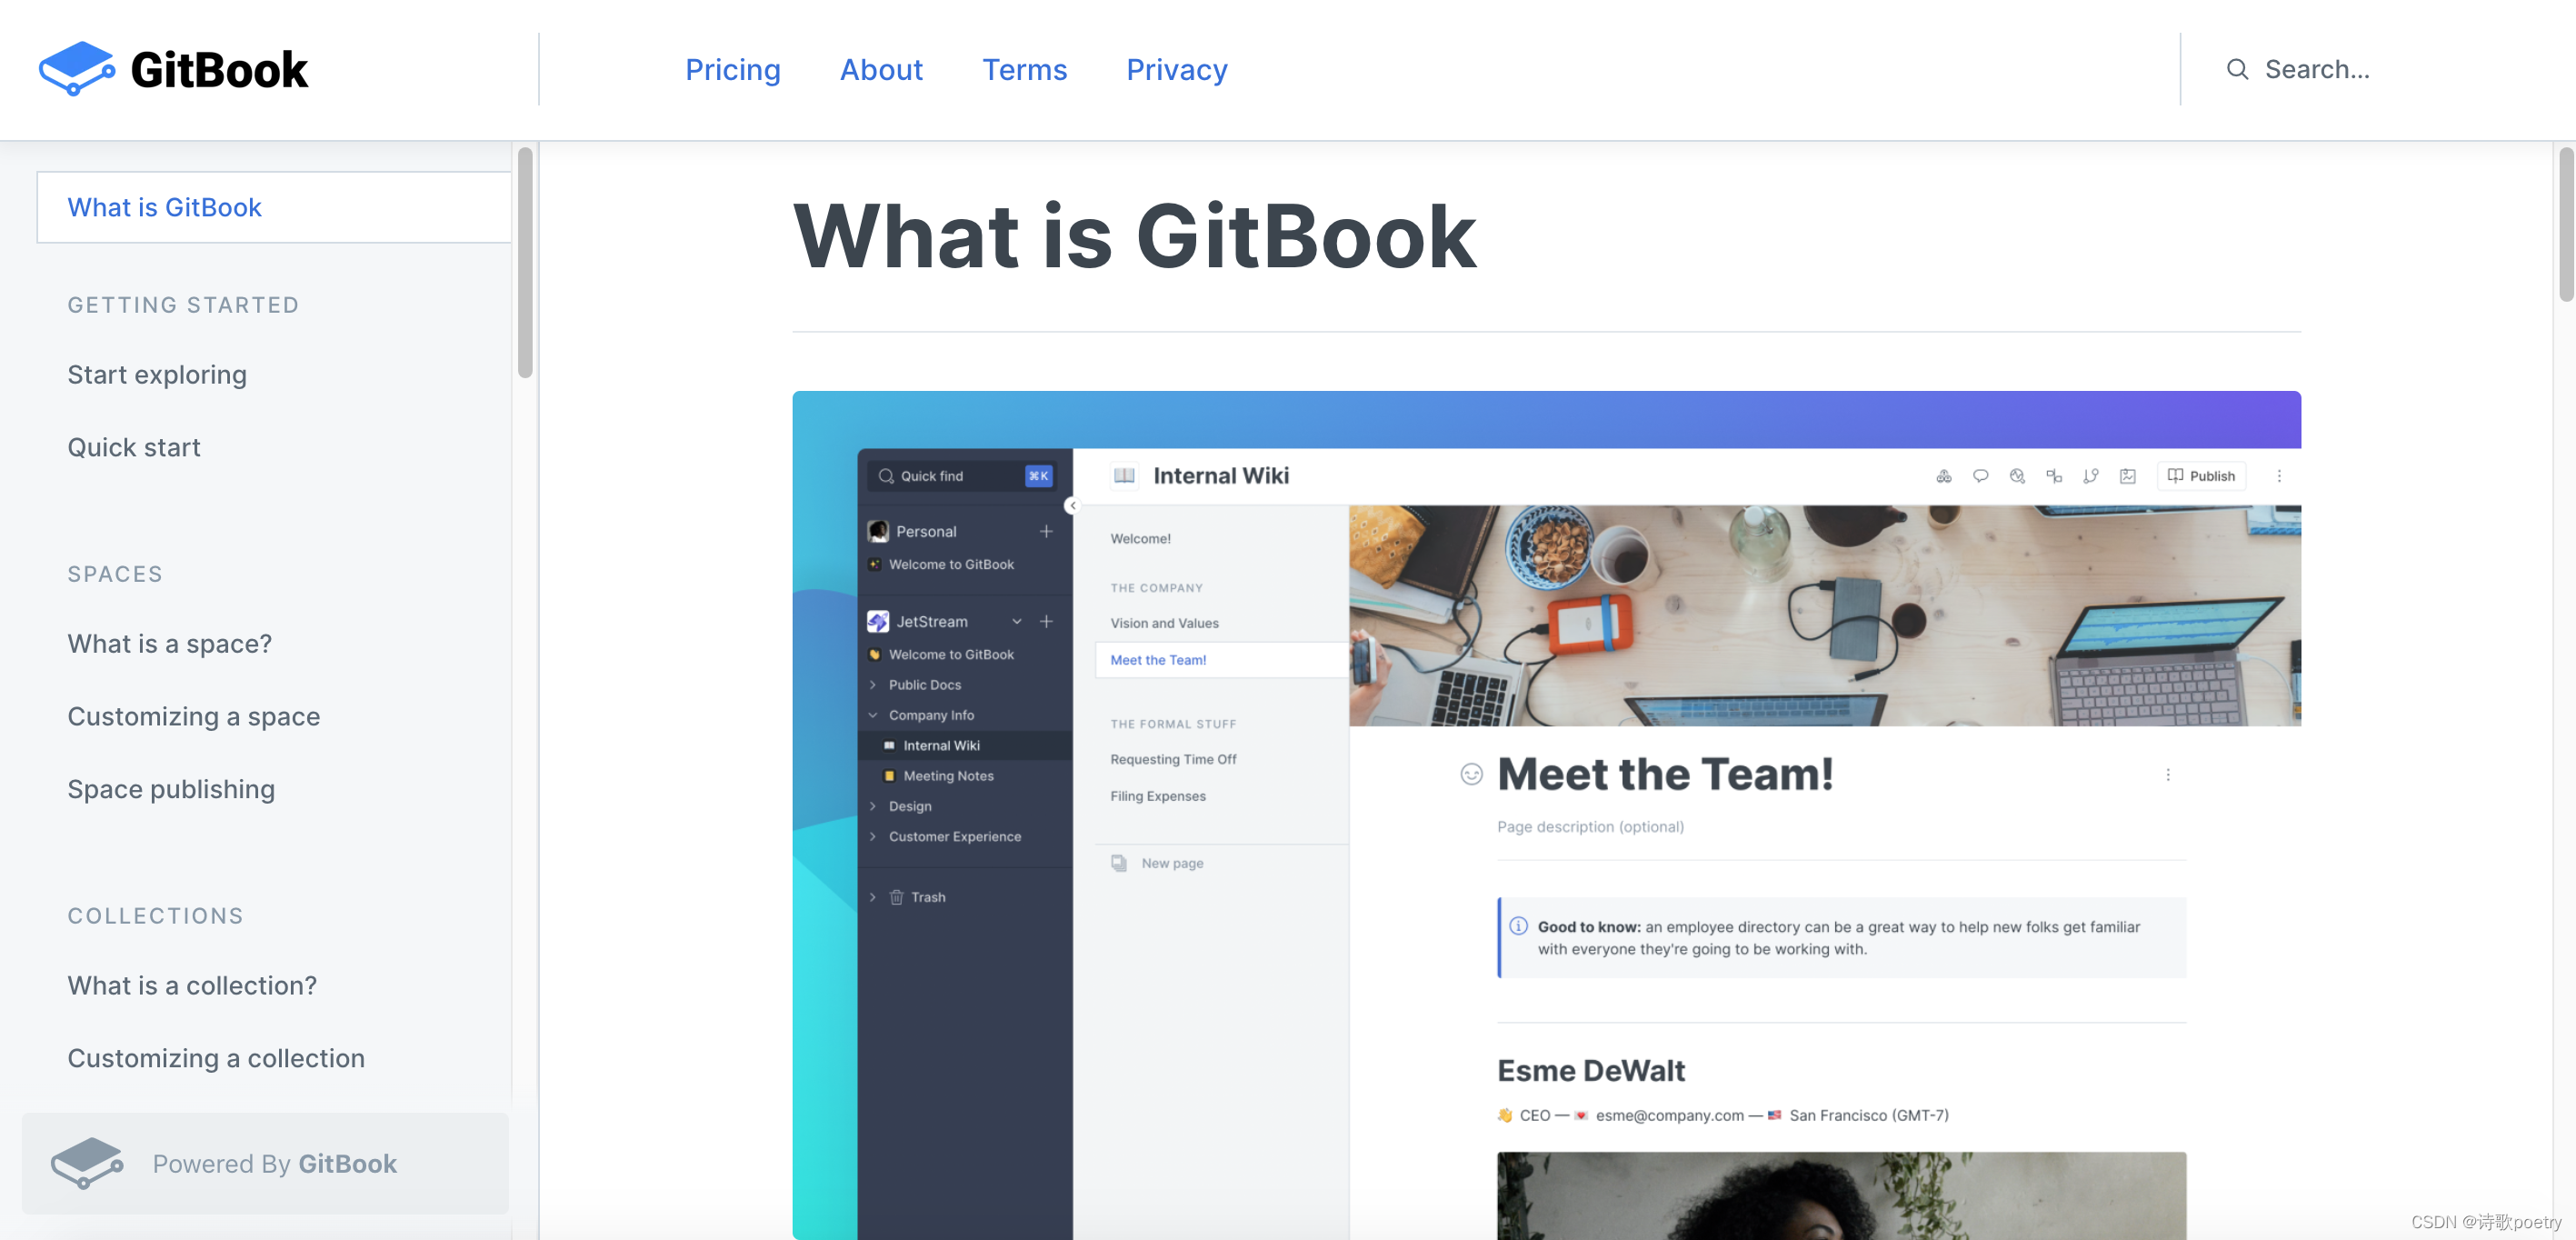 GitBook
Pricing About Terms Privacy
Search...
What is GitBook
GETTING STARTED
Start exploring
Quick start
SPACES
What is a space?
Customizing a space
Space publishing
COLLECTIONS
What is a collection?
Customizing a collection
Powered By GitBook
What is GitBook
Quick find ⌘K
Personal
Welcome to GitBook
JetStream
Welcome to GitBook
Public Docs
Company Info
Internal Wiki
Meeting Notes
Design
Customer Experience
Trash
Internal Wiki
Publish
Welcome!
THE COMPANY
Vision and Values
Meet the Team!
THE FORMAL STUFF
Requesting Time Off
Filing Expenses
New page
Meet the Team!
Page description (optional)
Good to know: an employee directory can be a great way to help new folks get familiar
with everyone they're going to be working with.
Esme DeWalt
👋 CEO — 💌 esme@company.com — 🇺🇸 San Francisco (GMT-7)
CSDN @诗歌poetry